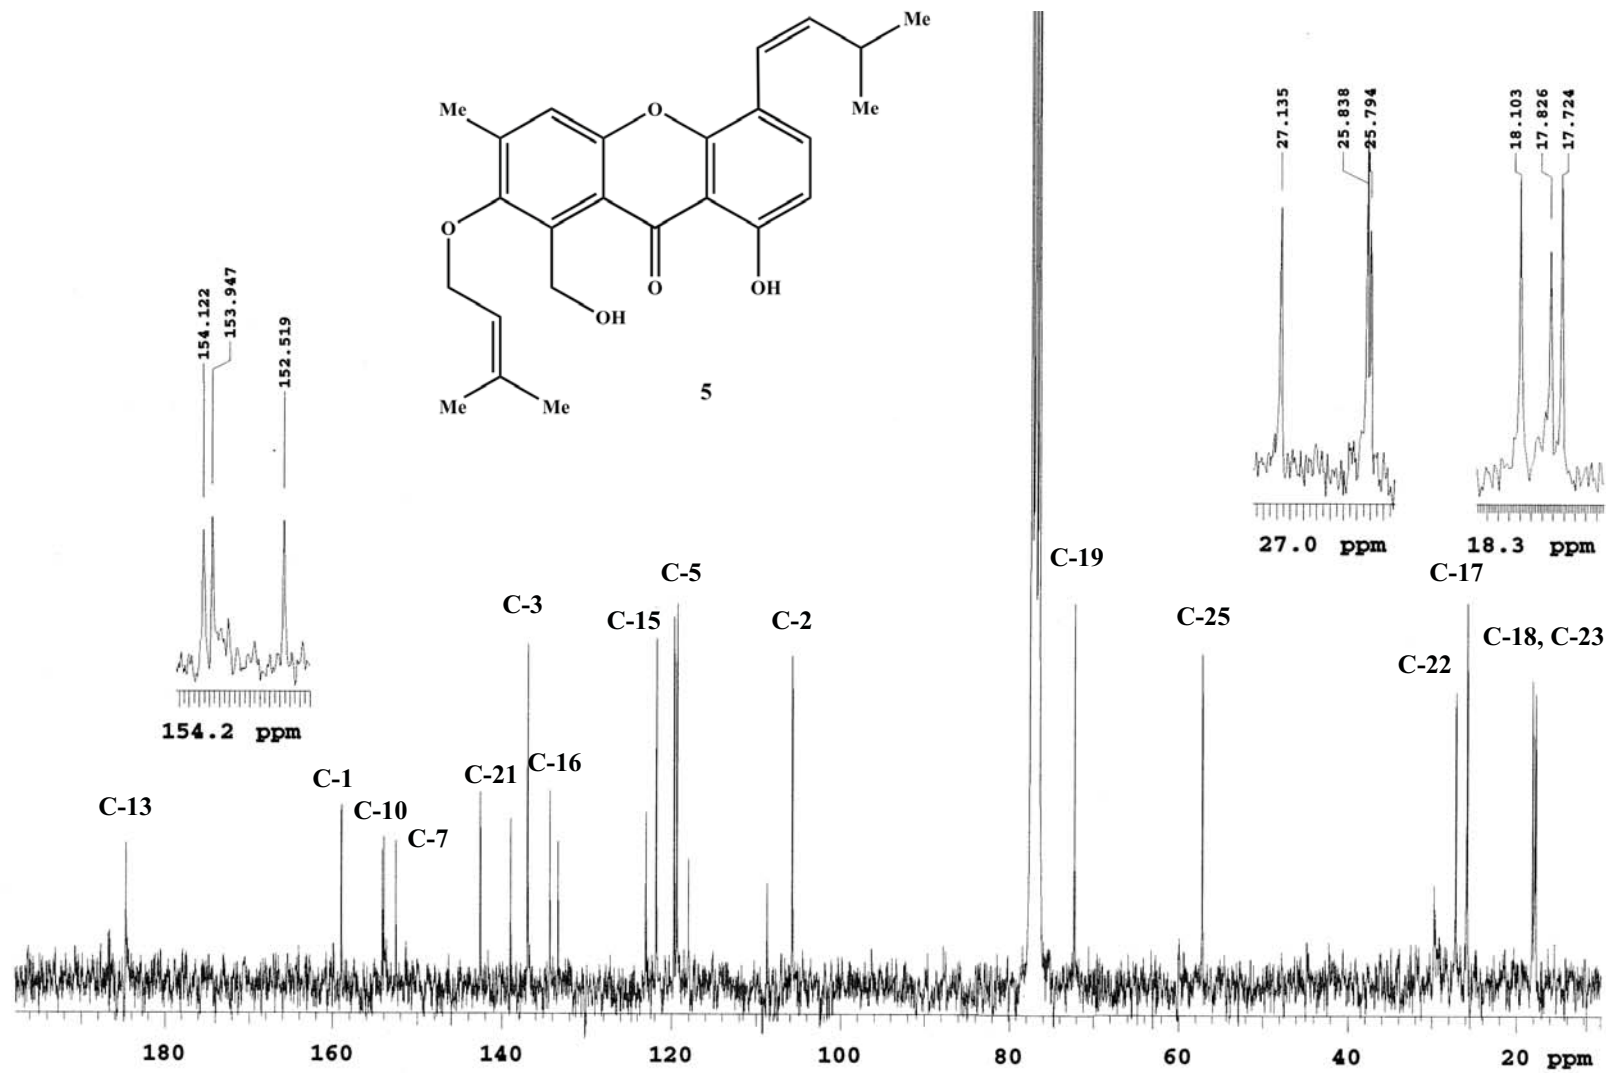 Me
Me
Me
O
O
O
OH
OH
Me
Me
5
154.122
153.947
152.519
154.2 ppm
27.135
25.838
25.794
27.0 ppm
18.103
17.826
17.724
18.3 ppm
C-13
C-1
C-10
C-7
C-21
C-3
C-16
C-15
C-5
C-2
C-19
C-25
C-22
C-17
C-18, C-23
180 160 140 120 100 80 60 40 20 ppm